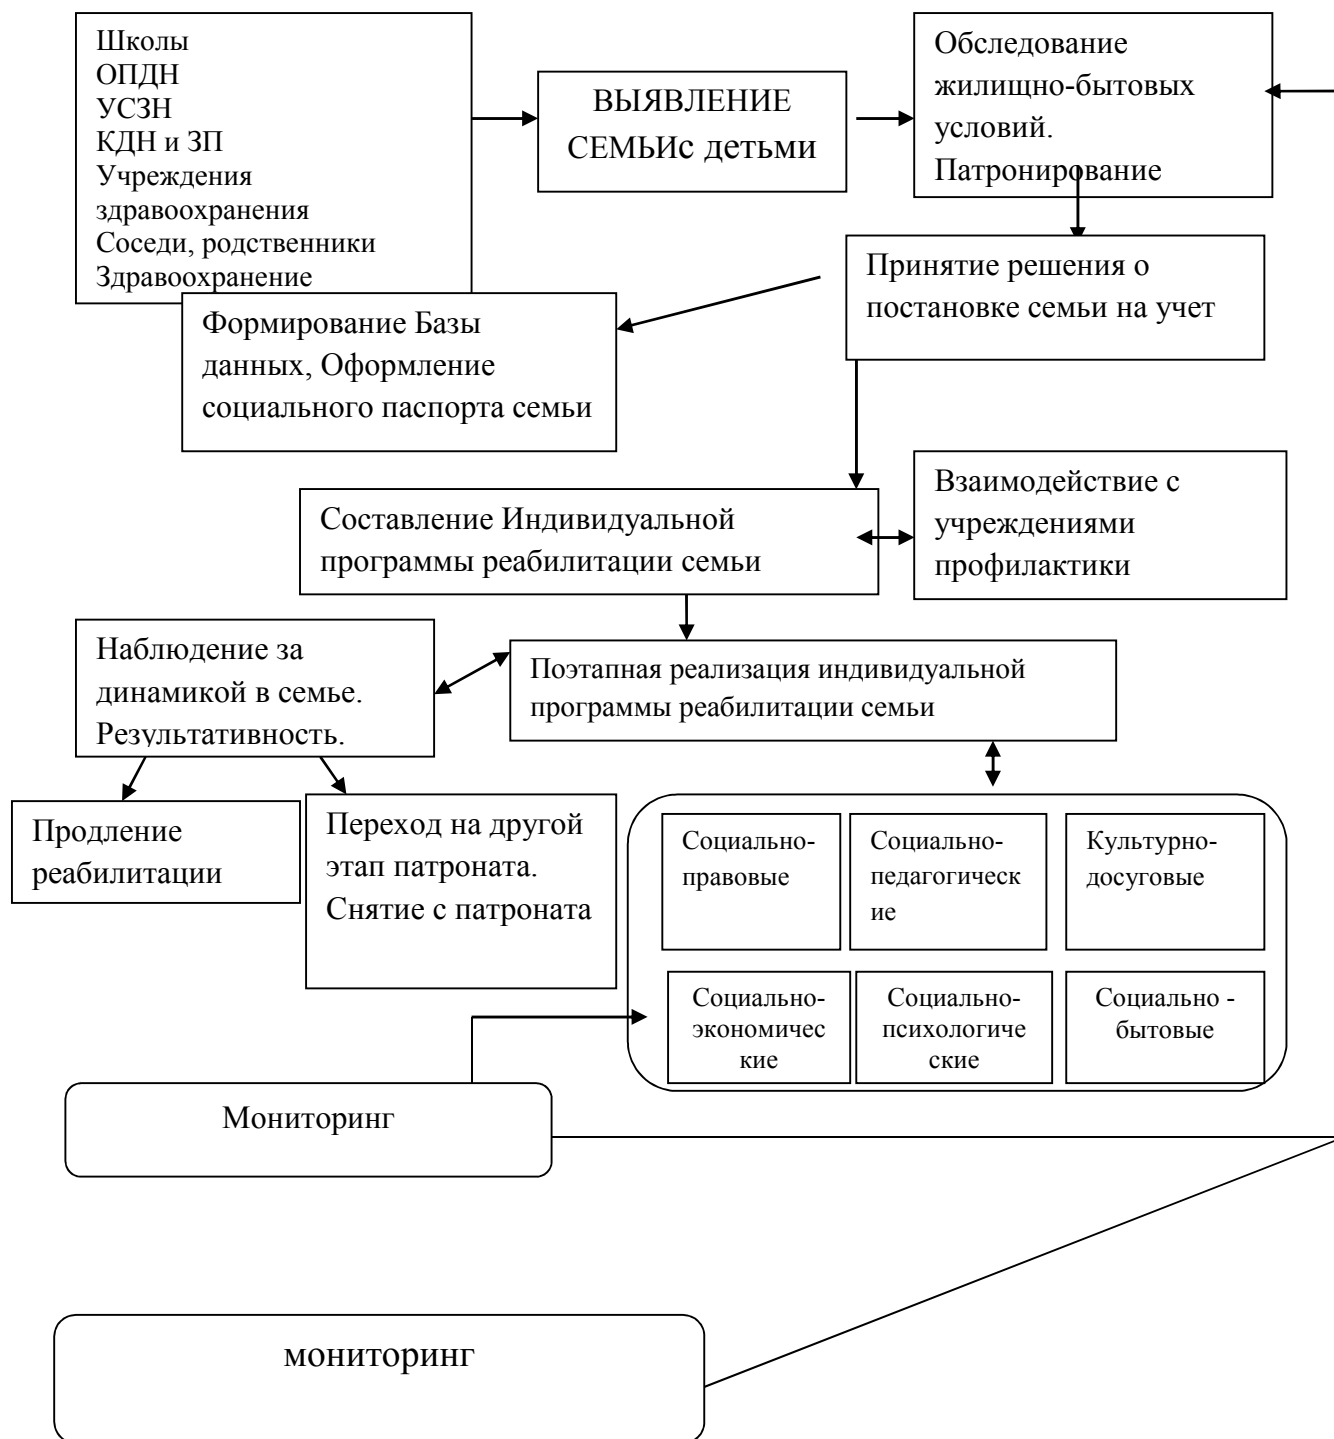 Школы
ОПДН
УСЗН
КДН и ЗП
Учреждения
здравоохранения
Соседи, родственники
Здравоохранение
ВЫЯВЛЕНИЕ
СЕМЬИс детьми
Обследование
жилищно-бытовых
условий.
Патронирование
Принятие решения о
постановке семьи на учет
Формирование Базы
данных, Оформление
социального паспорта семьи
Взаимодействие с
учреждениями
профилактики
Составление Индивидуальной
программы реабилитации семьи
Наблюдение за
динамикой в семье.
Результативность.
Поэтапная реализация индивидуальной
программы реабилитации семьи
Продление
реабилитации
Переход на другой
этап патроната.
Снятие с патроната
Социально-
правовые
Социально-
педагогическ
ие
Культурно-
досуговые
Социально-
экономичес
кие
Социально-
психологиче
ские
Социально -
бытовые
Мониторинг
мониторинг